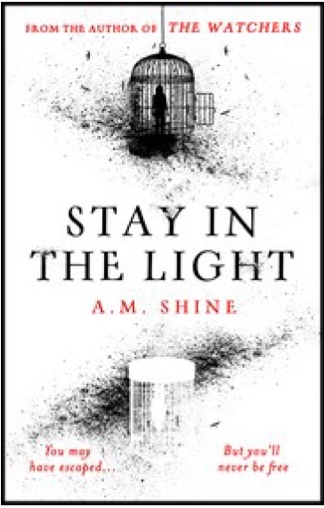 FROM THE AUTHOR OF THE WATCHERS
STAY IN
THE LIGHT
A.M. SHINE
You may
have escaped...
But you'll
never be free